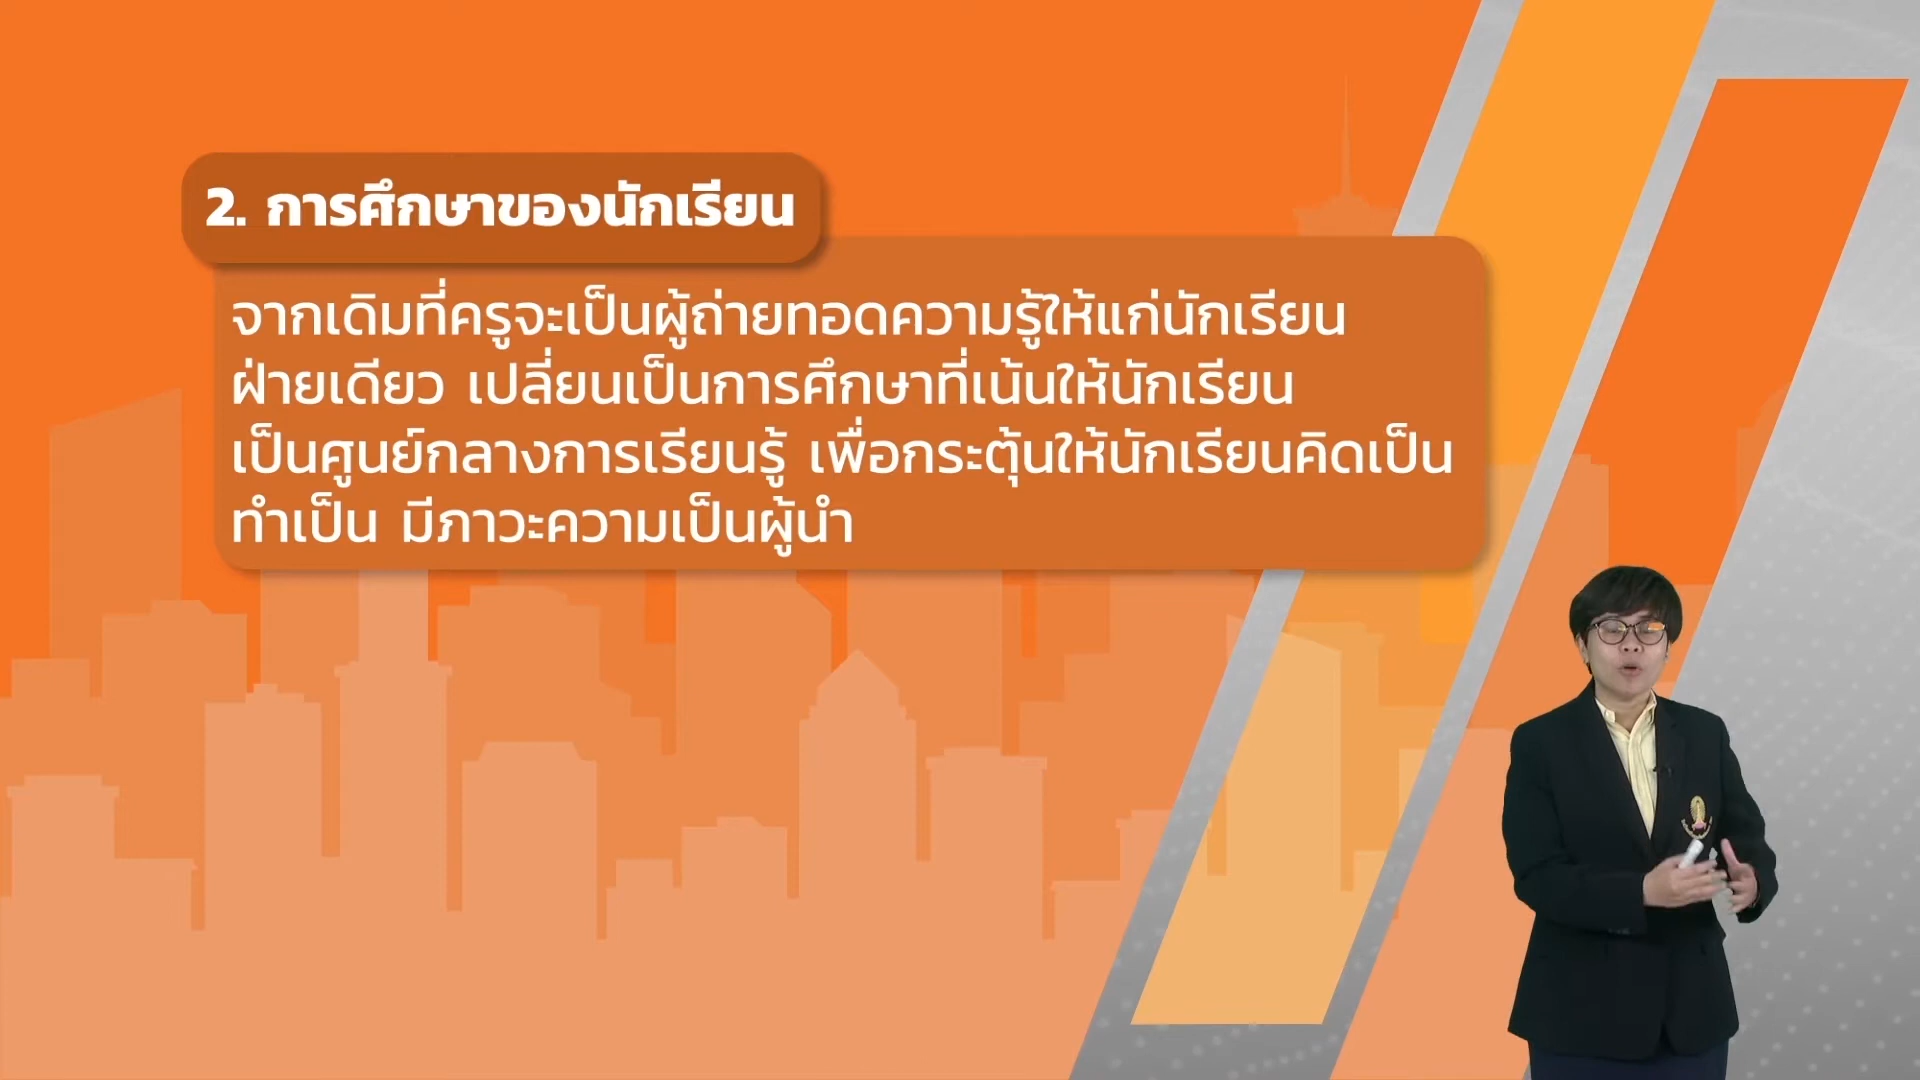 2. การศึกษาของนักเรียน
จากเดิมที่ครูจะเป็นผู้ถ่ายทอดความรู้ให้แก่นักเรียน
ฝ่ายเดียว เปลี่ยนเป็นการศึกษาที่เน้นให้นักเรียน
เป็นศูนย์กลางการเรียนรู้ เพื่อกระตุ้นให้นักเรียนคิดเป็น
ทำเป็น มีภาวะความเป็นผู้นำ